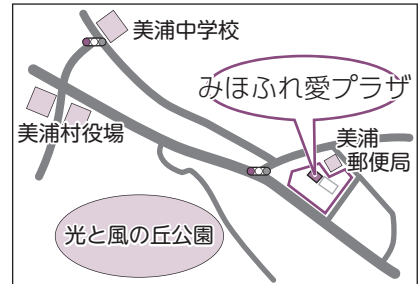 美浦中学校
みほふれ愛プラザ
美浦村役場
美浦
郵便局
光と風の丘公園